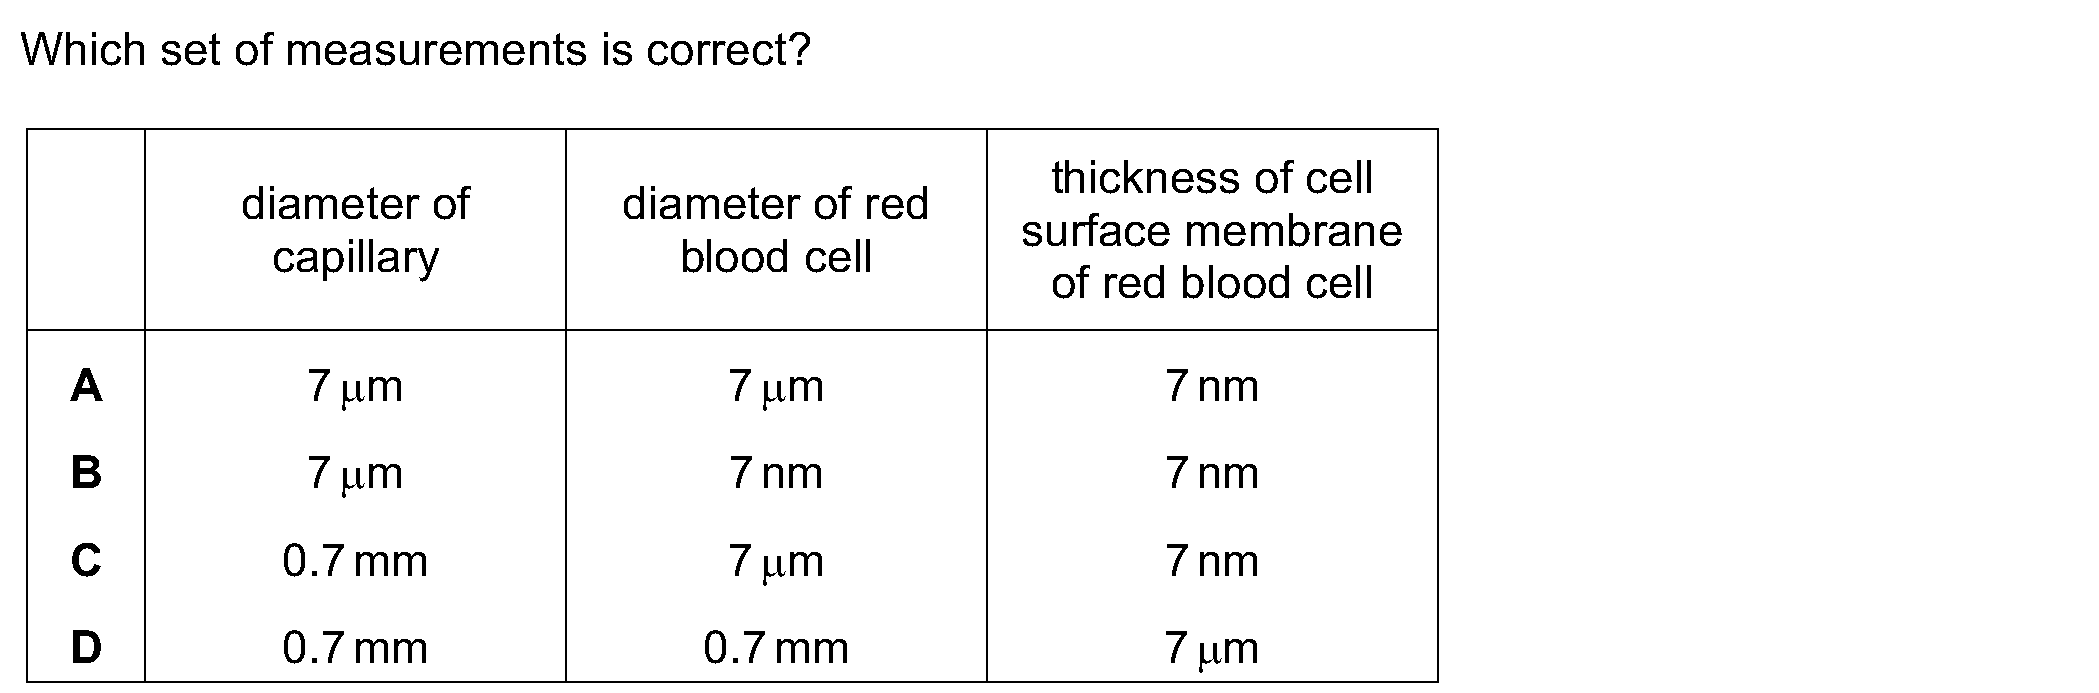 Which set of measurements is correct?
diameter of
capillary
diameter of red
blood cell
thickness of cell
surface membrane
of red blood cell
A 7 μm 7 μm 7 nm
B 7 μm 7 nm 7 nm
C 0.7 mm 7 μm 7 nm
D 0.7 mm 0.7 mm 7 μm